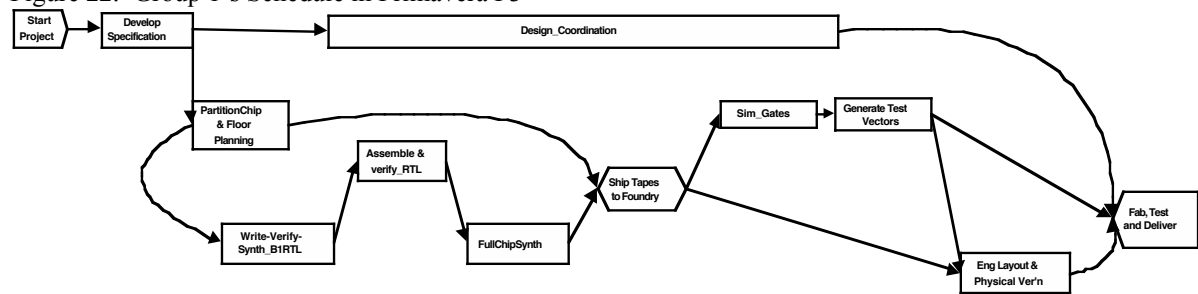 Figure 22: Group 1's Schedule in Primavera P3
Start
Project
Develop
Specification
Design_Coordination
PartitionChip
& Floor
Planning
Sim_Gates
Generate Test
Vectors
Assemble &
verify_RTL
Ship Tapes
to Foundry
Fab, Test
and Deliver
Write-Verify-
Synth_B1RTL
FullChipSynth
Eng Layout &
Physical Ver'n